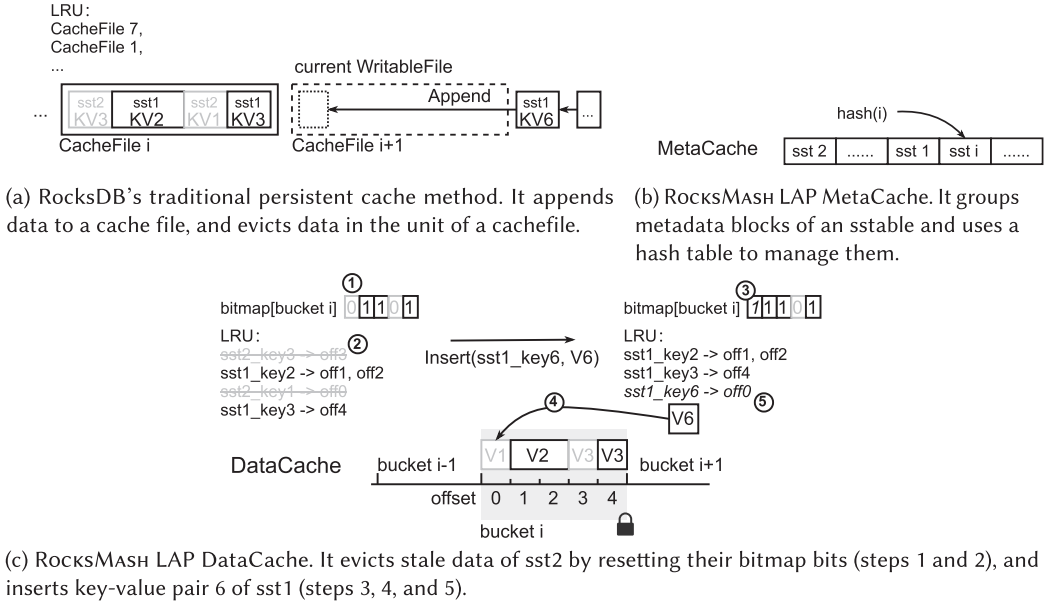 LRU:
CacheFile 7,
CacheFile 1,
...
current WritableFile
...
sst2 KV3
sst1 KV2
sst2 KV1
sst1 KV3
Append
sst1 KV6
...
CacheFile i
CacheFile i+1
hash(i)
MetaCache
sst 2
......
sst 1
sst i
......
(a) RocksDB's traditional persistent cache method. It appends
data to a cache file, and evicts data in the unit of a cachefile.
(b) ROCKSMASH LAP MetaCache. It groups
metadata blocks of an sstable and uses a
hash table to manage them.
1
bitmap[bucket i] 0 1 1 0 1
LRU:
sst2_key3 -> off3
2
sst1_key2 -> off1, off2
sst2_key1 -> off0
sst1_key3 -> off4
Insert(sst1_key6, V6)
3
bitmap[bucket i] 1 1 1 0 1
LRU:
sst1_key2 -> off1, off2
sst1_key3 -> off4
sst1_key6 -> off0
5
4
V6
DataCache
bucket i-1
V1 V2 V3 V3
bucket i+1
offset 0 1 2 3 4
bucket i
(c) ROCKSMASH LAP DataCache. It evicts stale data of sst2 by resetting their bitmap bits (steps 1 and 2), and
inserts key-value pair 6 of sst1 (steps 3, 4, and 5).